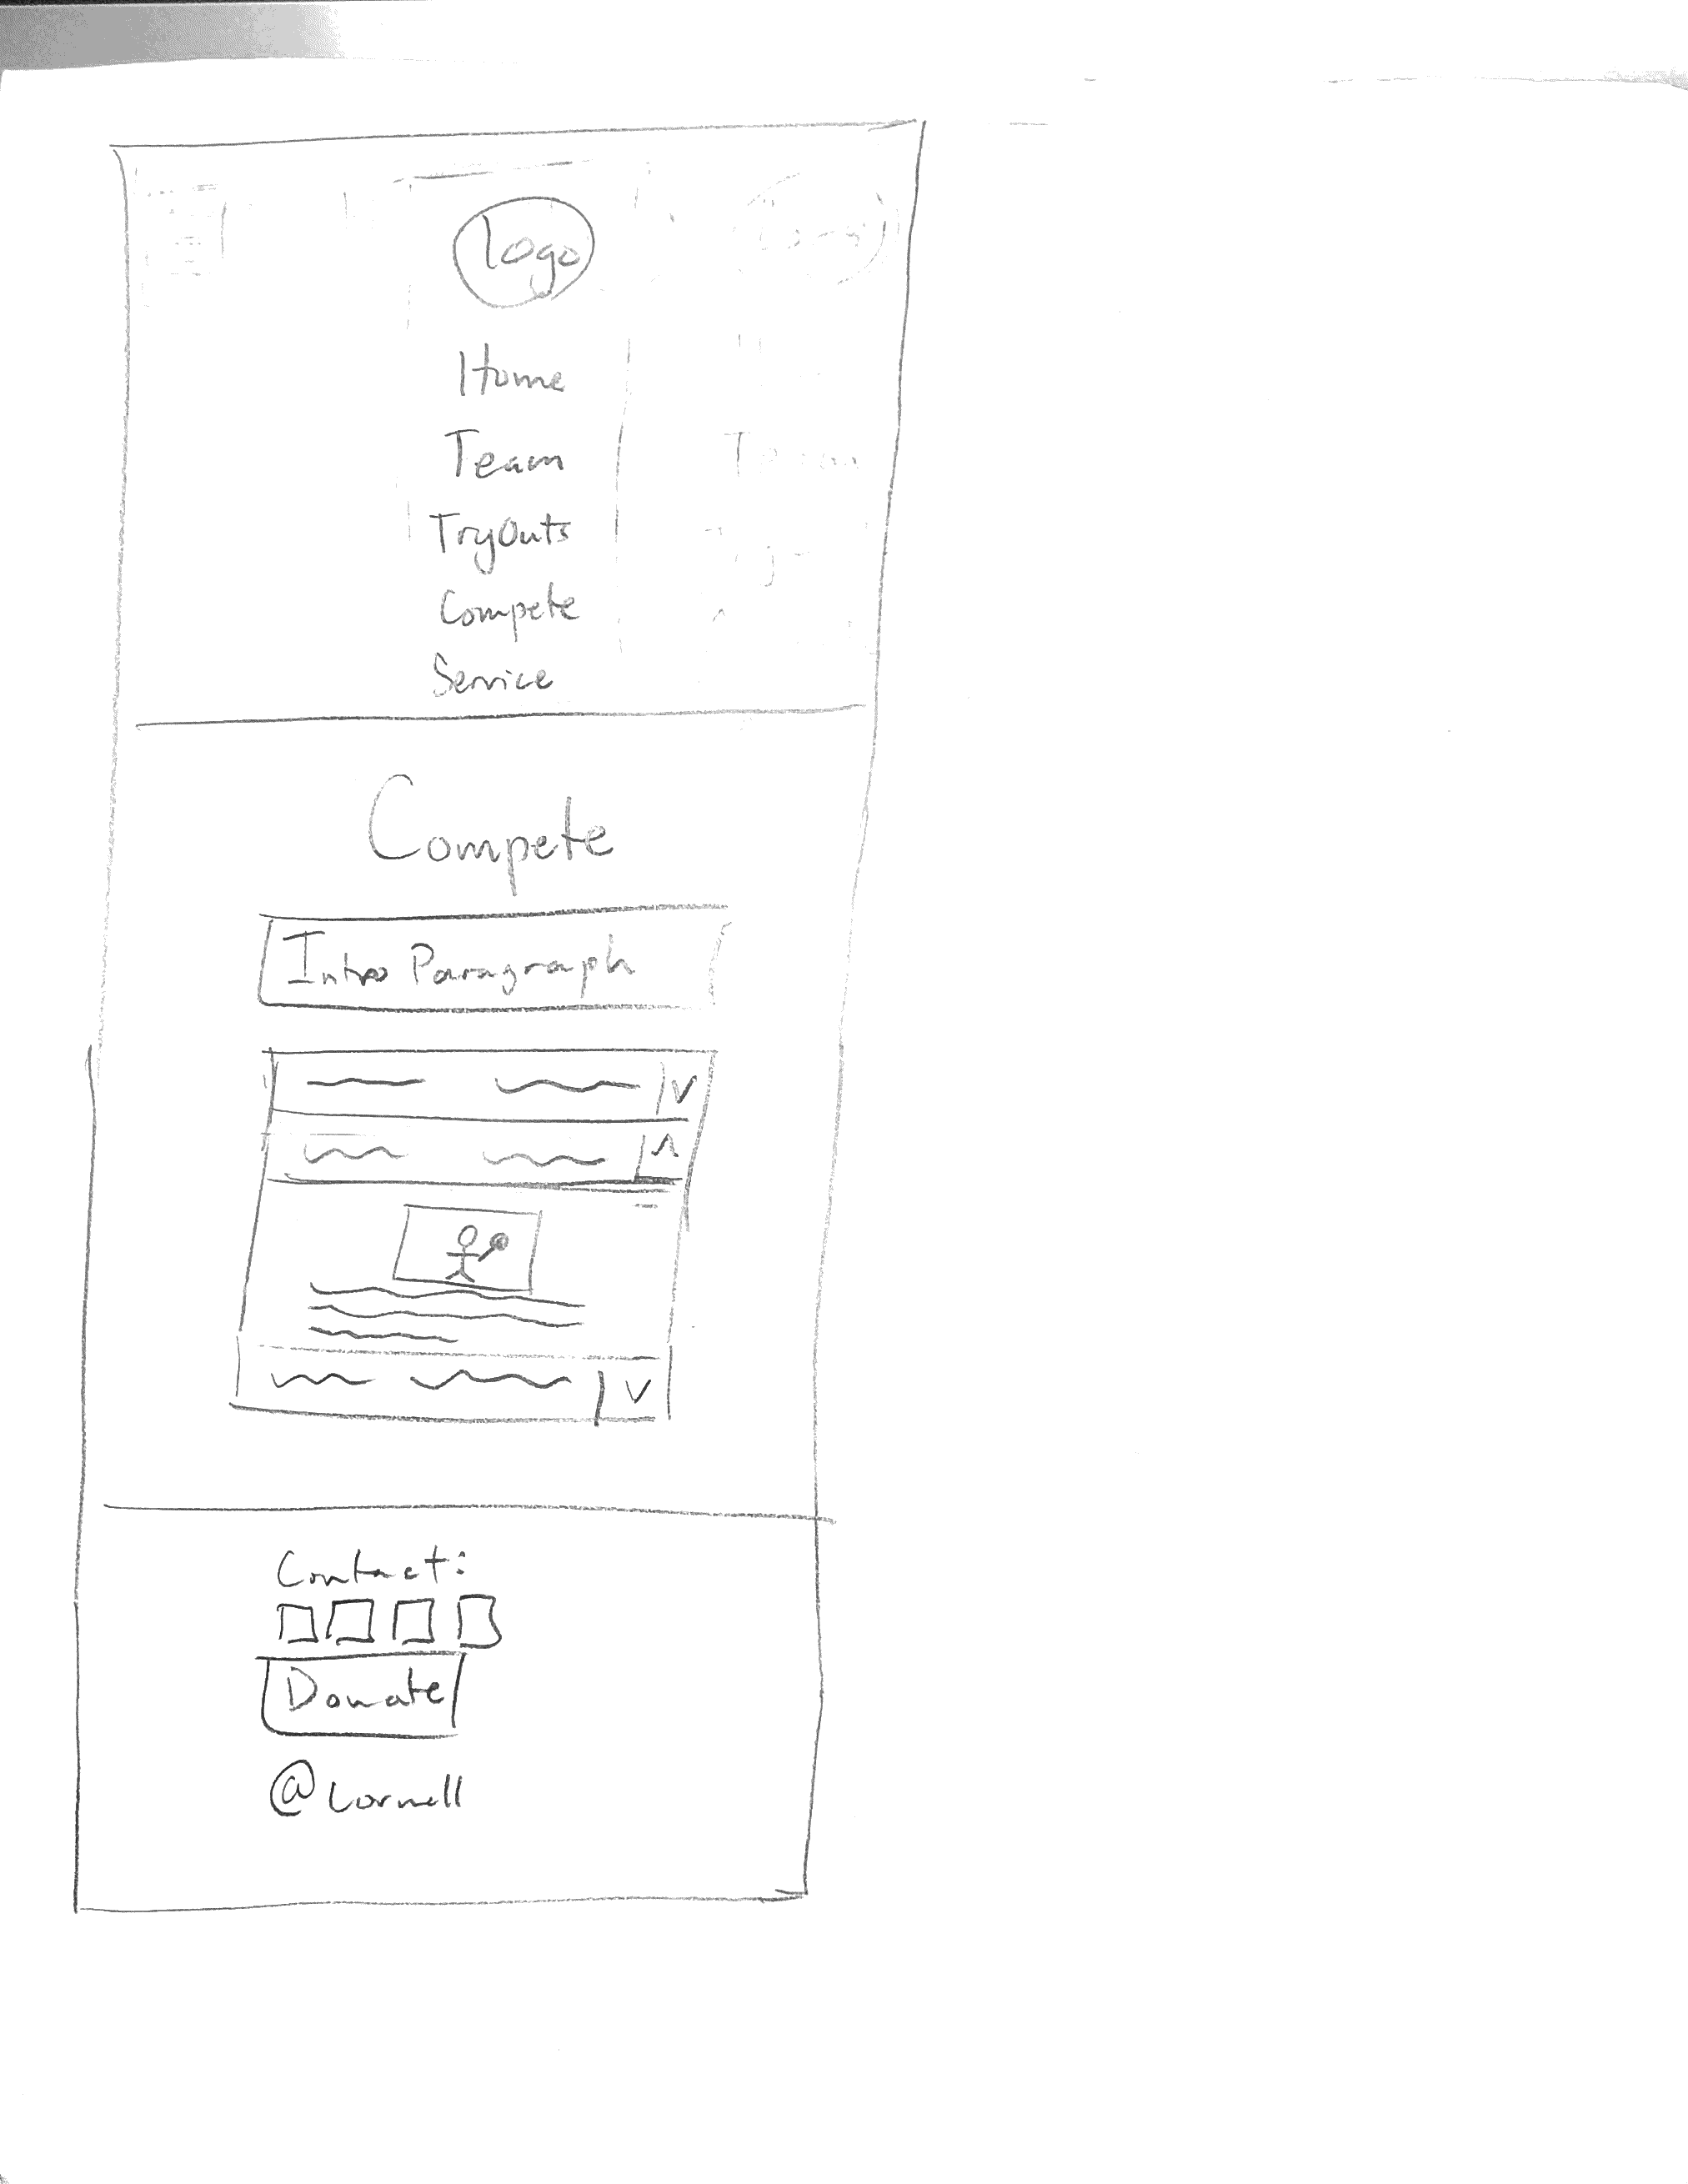 logo
Home
Team
TryOuts
Compete
Service
Compete
Intro Paragraph
Contact:
Donate
@Cornell